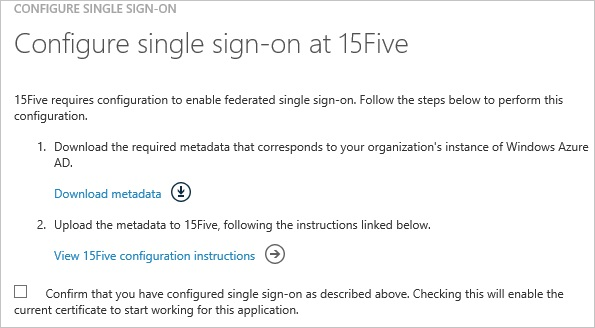 CONFIGURE SINGLE SIGN-ON
Configure single sign-on at 15Five
15Five requires configuration to enable federated single sign-on. Follow the steps below to perform this
configuration.
1. Download the required metadata that corresponds to your organization's instance of Windows Azure
AD.
Download metadata
2. Upload the metadata to 15Five, following the instructions linked below.
View 15Five configuration instructions
Confirm that you have configured single sign-on as described above. Checking this will enable the
current certificate to start working for this application.